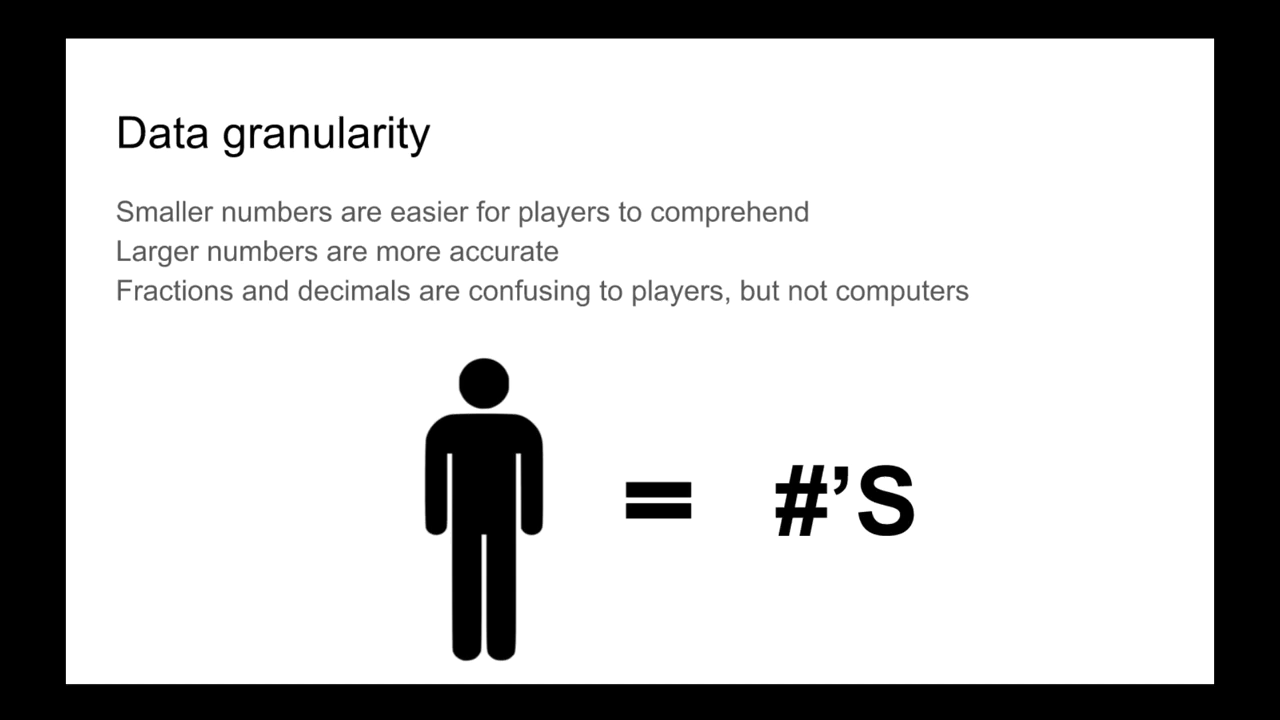 Data granularity
Smaller numbers are easier for players to comprehend
Larger numbers are more accurate
Fractions and decimals are confusing to players, but not computers
= #’S